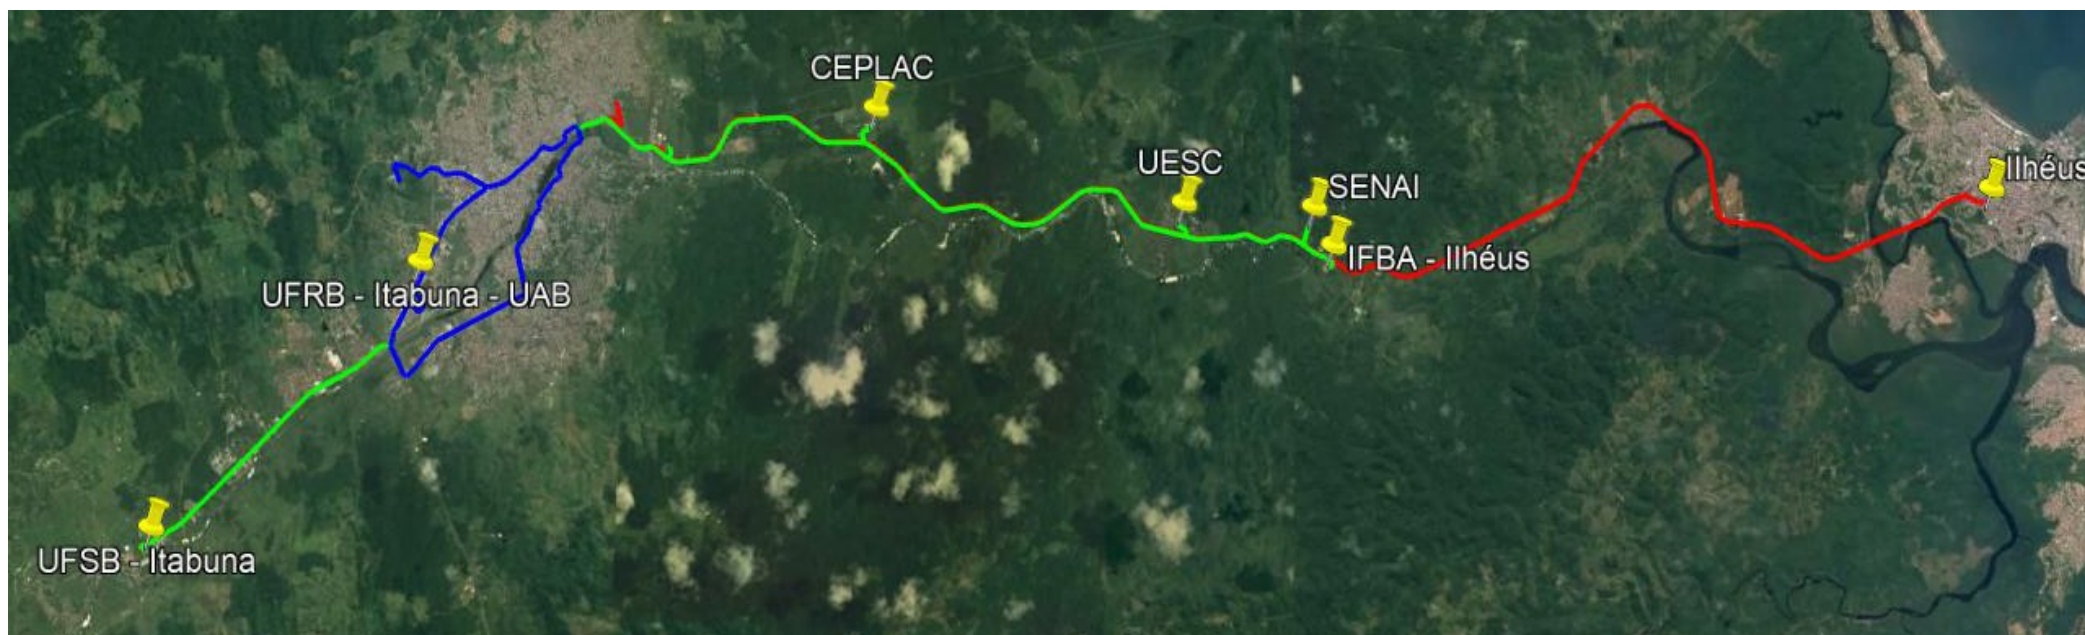 CEPLAC
UESC
SENAI
Ilhéus
IFBA - Ilhéus
UFRB - Itabuna - UAB
UFSB - Itabuna